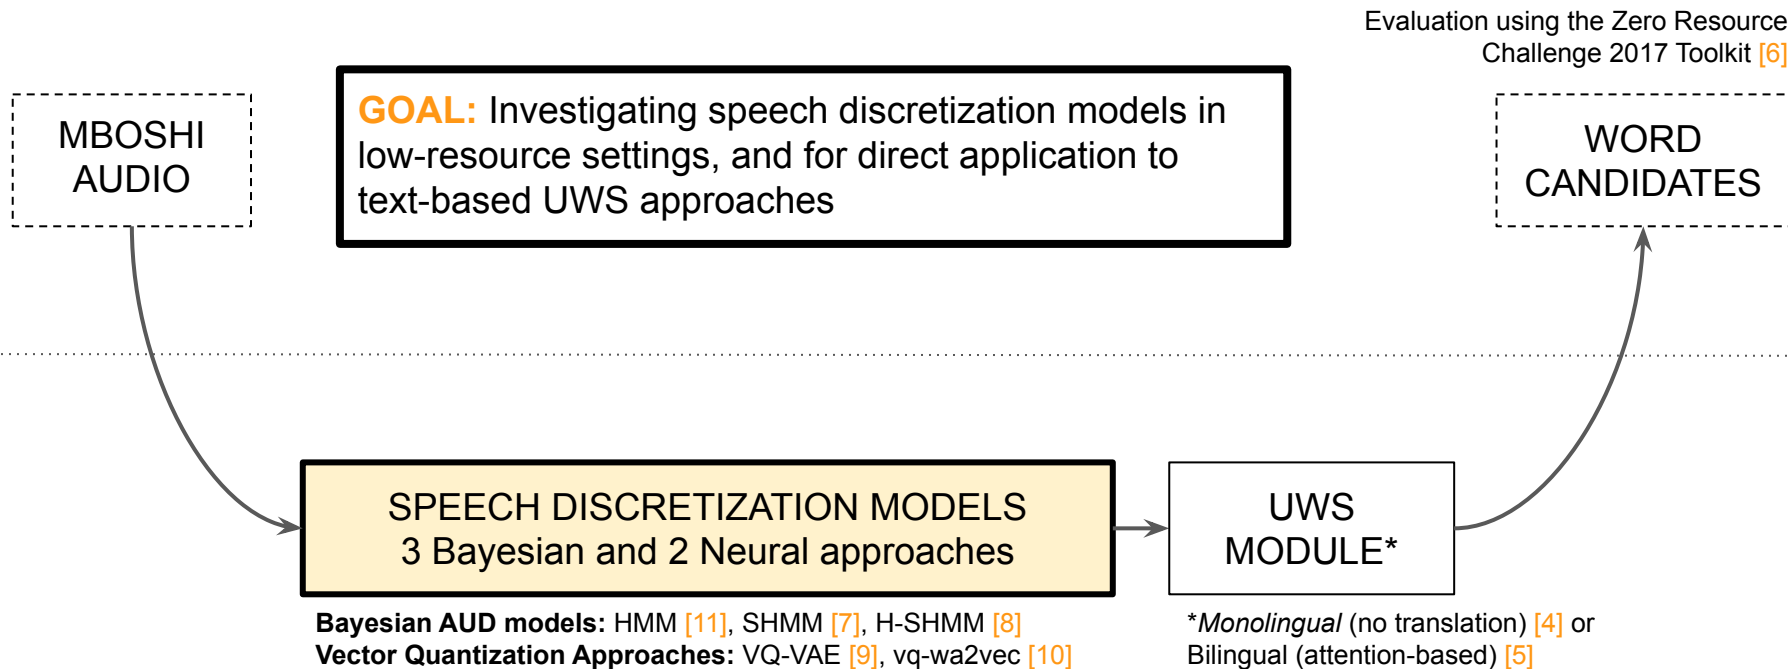 Evaluation using the Zero Resource
Challenge 2017 Toolkit [6]
MBOSHI
AUDIO
GOAL: Investigating speech discretization models in
low-resource settings, and for direct application to
text-based UWS approaches
WORD
CANDIDATES
SPEECH DISCRETIZATION MODELS
3 Bayesian and 2 Neural approaches
UWS
MODULE*
Bayesian AUD models: HMM [11], SHMM [7], H-SHMM [8]
Vector Quantization Approaches: VQ-VAE [9], vq-wa2vec [10]
*Monolingual (no translation) [4] or
Bilingual (attention-based) [5]